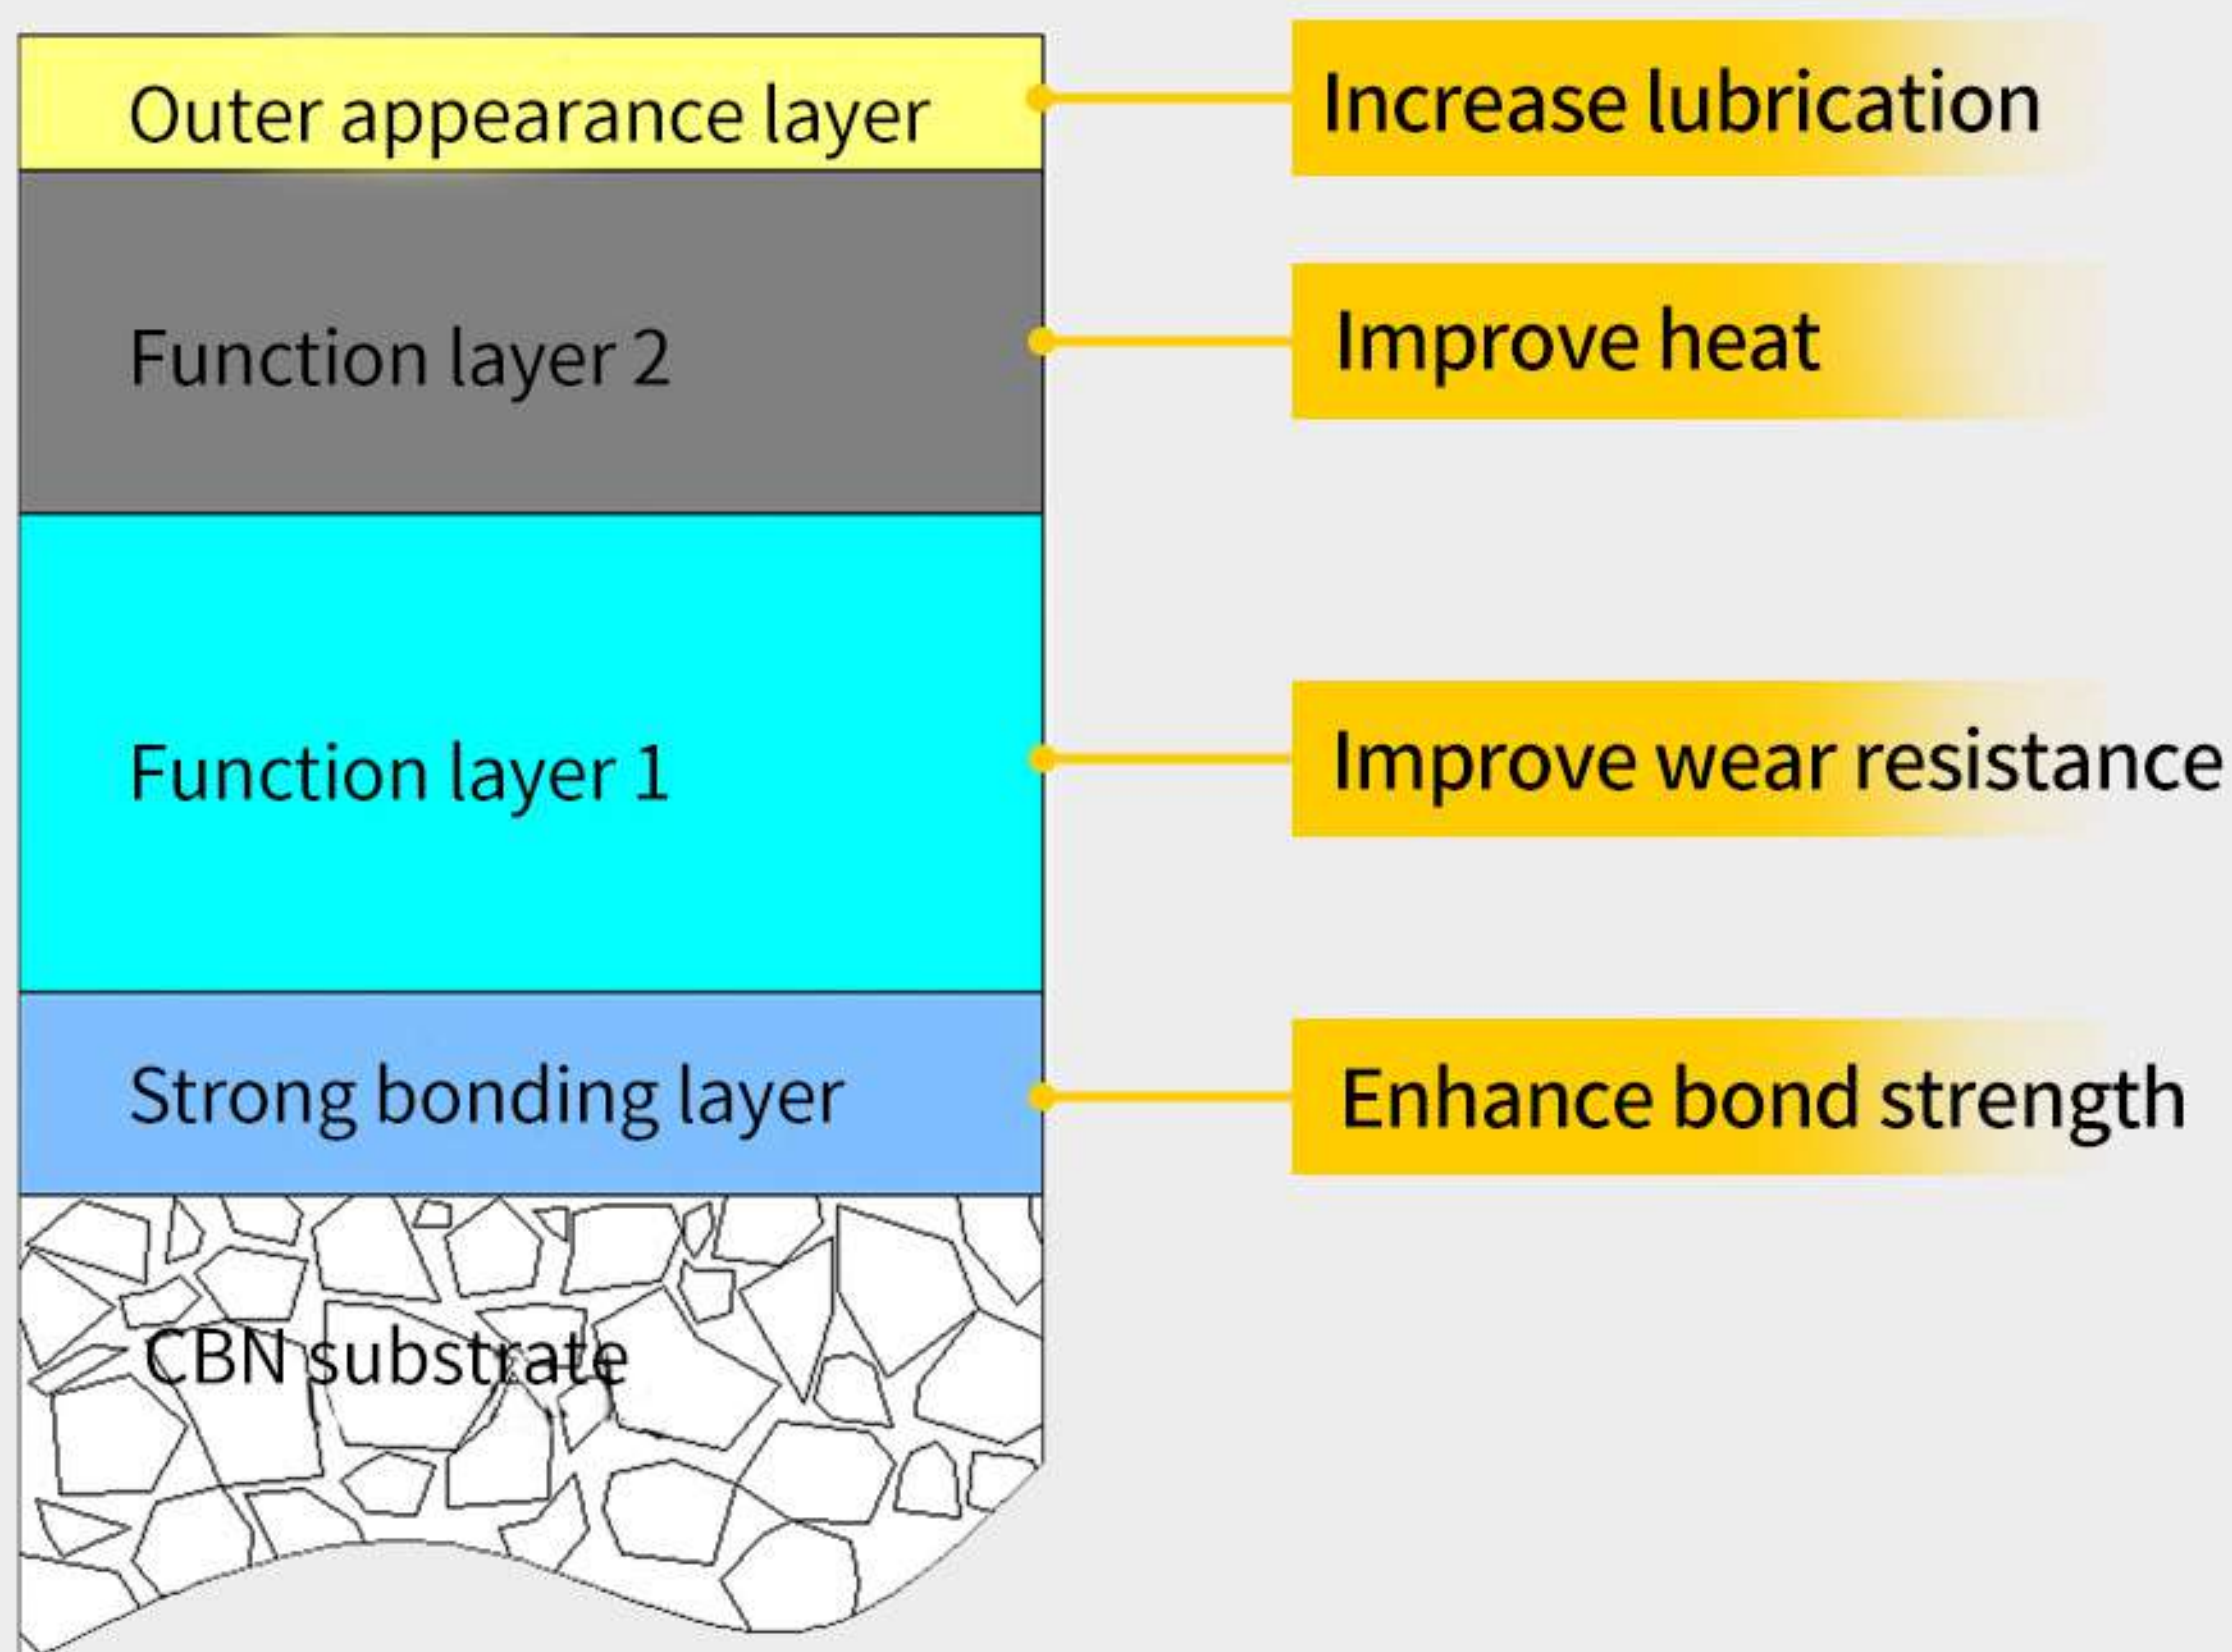 Outer appearance layer
Increase lubrication
Function layer 2
Improve heat
Function layer 1
Improve wear resistance
Strong bonding layer
Enhance bond strength
CBN substrate